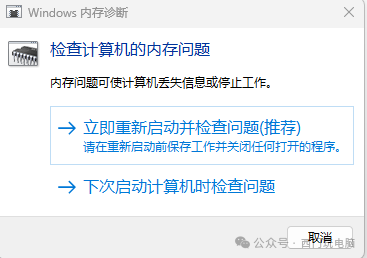 Windows 内存诊断
检查计算机的内存问题
内存问题可使计算机丢失信息或停止工作。
立即重新启动并检查问题(推荐)
请在重新启动前保存工作并关闭任何打开的程序。
下次启动计算机时检查问题
取消
公众号 · 西门玩电脑